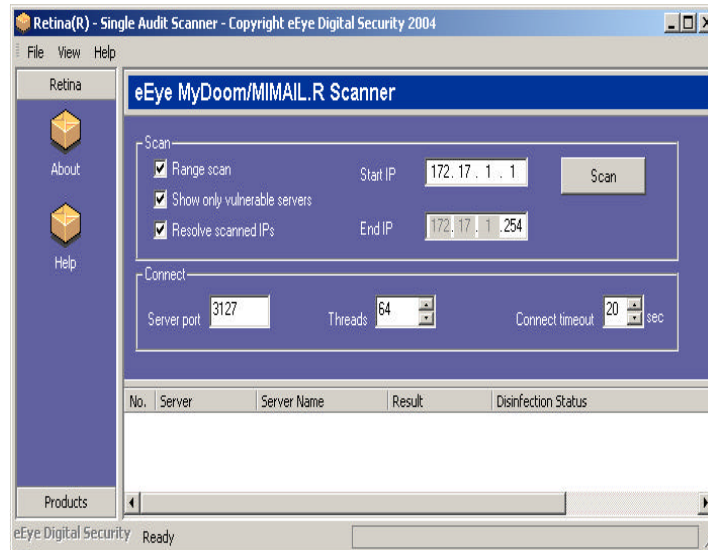 Retina(R) - Single Audit Scanner - Copyright eEye Digital Security 2004
File View Help
Retina
About
Help
Products
eEye MyDoom/MIMAIL.R Scanner
Scan
Range scan
Start IP 172. 17 . 1 . 1
Scan
Show only vulnerable servers
Resolve scanned IPs
End IP 172. 17 . 1 .254
Connect
Server port 3127 Threads 64 Connect timeout 20 sec
No. Server Server Name Result Disinfection Status
eEye Digital Security Ready